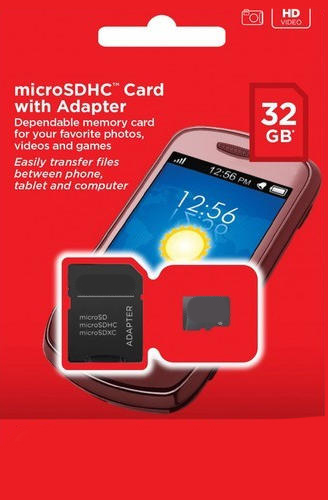 HD
VIDEO
microSDHC™ Card
with Adapter
Dependable memory card
for your favorite photos,
videos and games
Easily transfer files
between phone,
tablet and computer
32
GB*
12:56 PM
12:56
microSD
microSDHC
microSDXC
ADAPTER